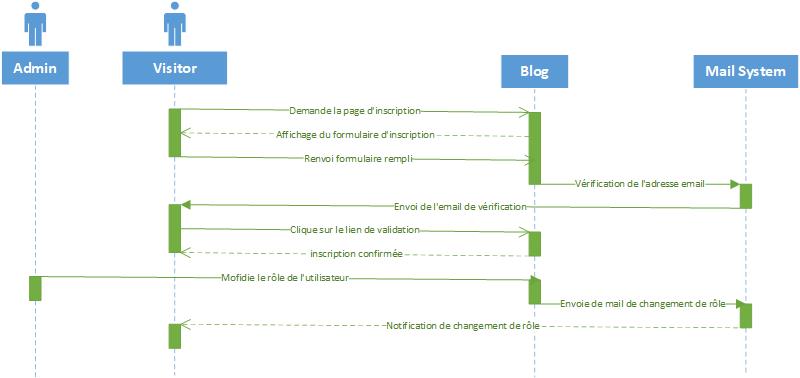 Admin
Visitor
Blog
Mail System
Demande la page d'inscription
Affichage du formulaire d'inscription
Renvoi formulaire rempli
Vérification de l'adresse email
Envoi de l'email de vérification
Clique sur le lien de validation
inscription confirmée
Mofidie le rôle de l'utilisateur
Envoie de mail de changement de rôle
Notification de changement de rôle